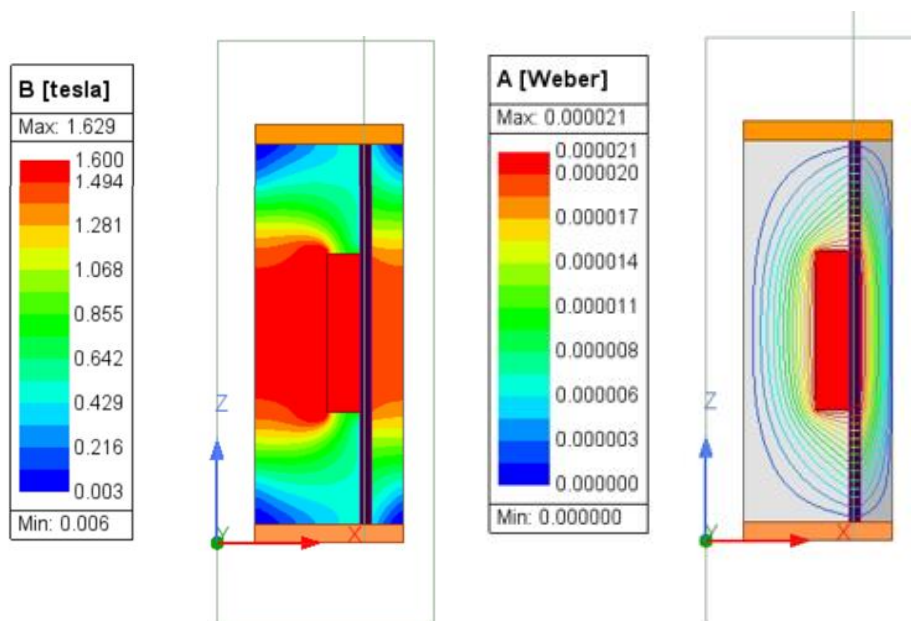 B [tesla]
Max: 1.629
1.600
1.494
1.281
1.068
0.855
0.642
0.429
0.216
0.003
Min: 0.006
Z
Y
X
A [Weber]
Max: 0.000021
0.000021
0.000020
0.000017
0.000014
0.000011
0.000008
0.000006
0.000003
0.000000
Min: 0.000000
Z
Y
X